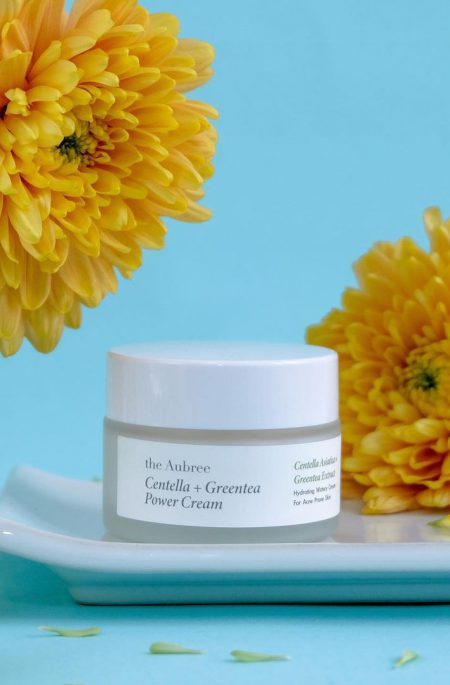 the Aubree
Centella + Greentea
Power Cream
Centella Asiatica +
Greentea Extract
Hydrating Watery Cream
For Acne Prone Skin